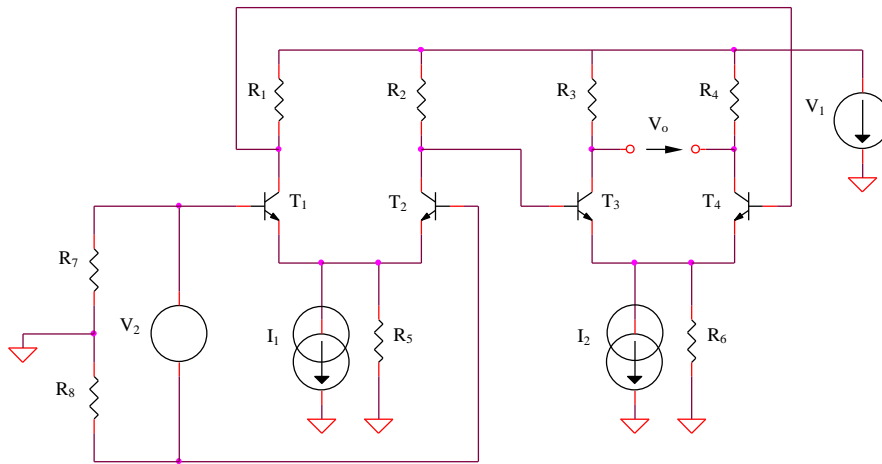 R1 R2 R3 R4
Vo V1
T1 T2 T3 T4
R7
V2 I1 R5 I2 R6
R8